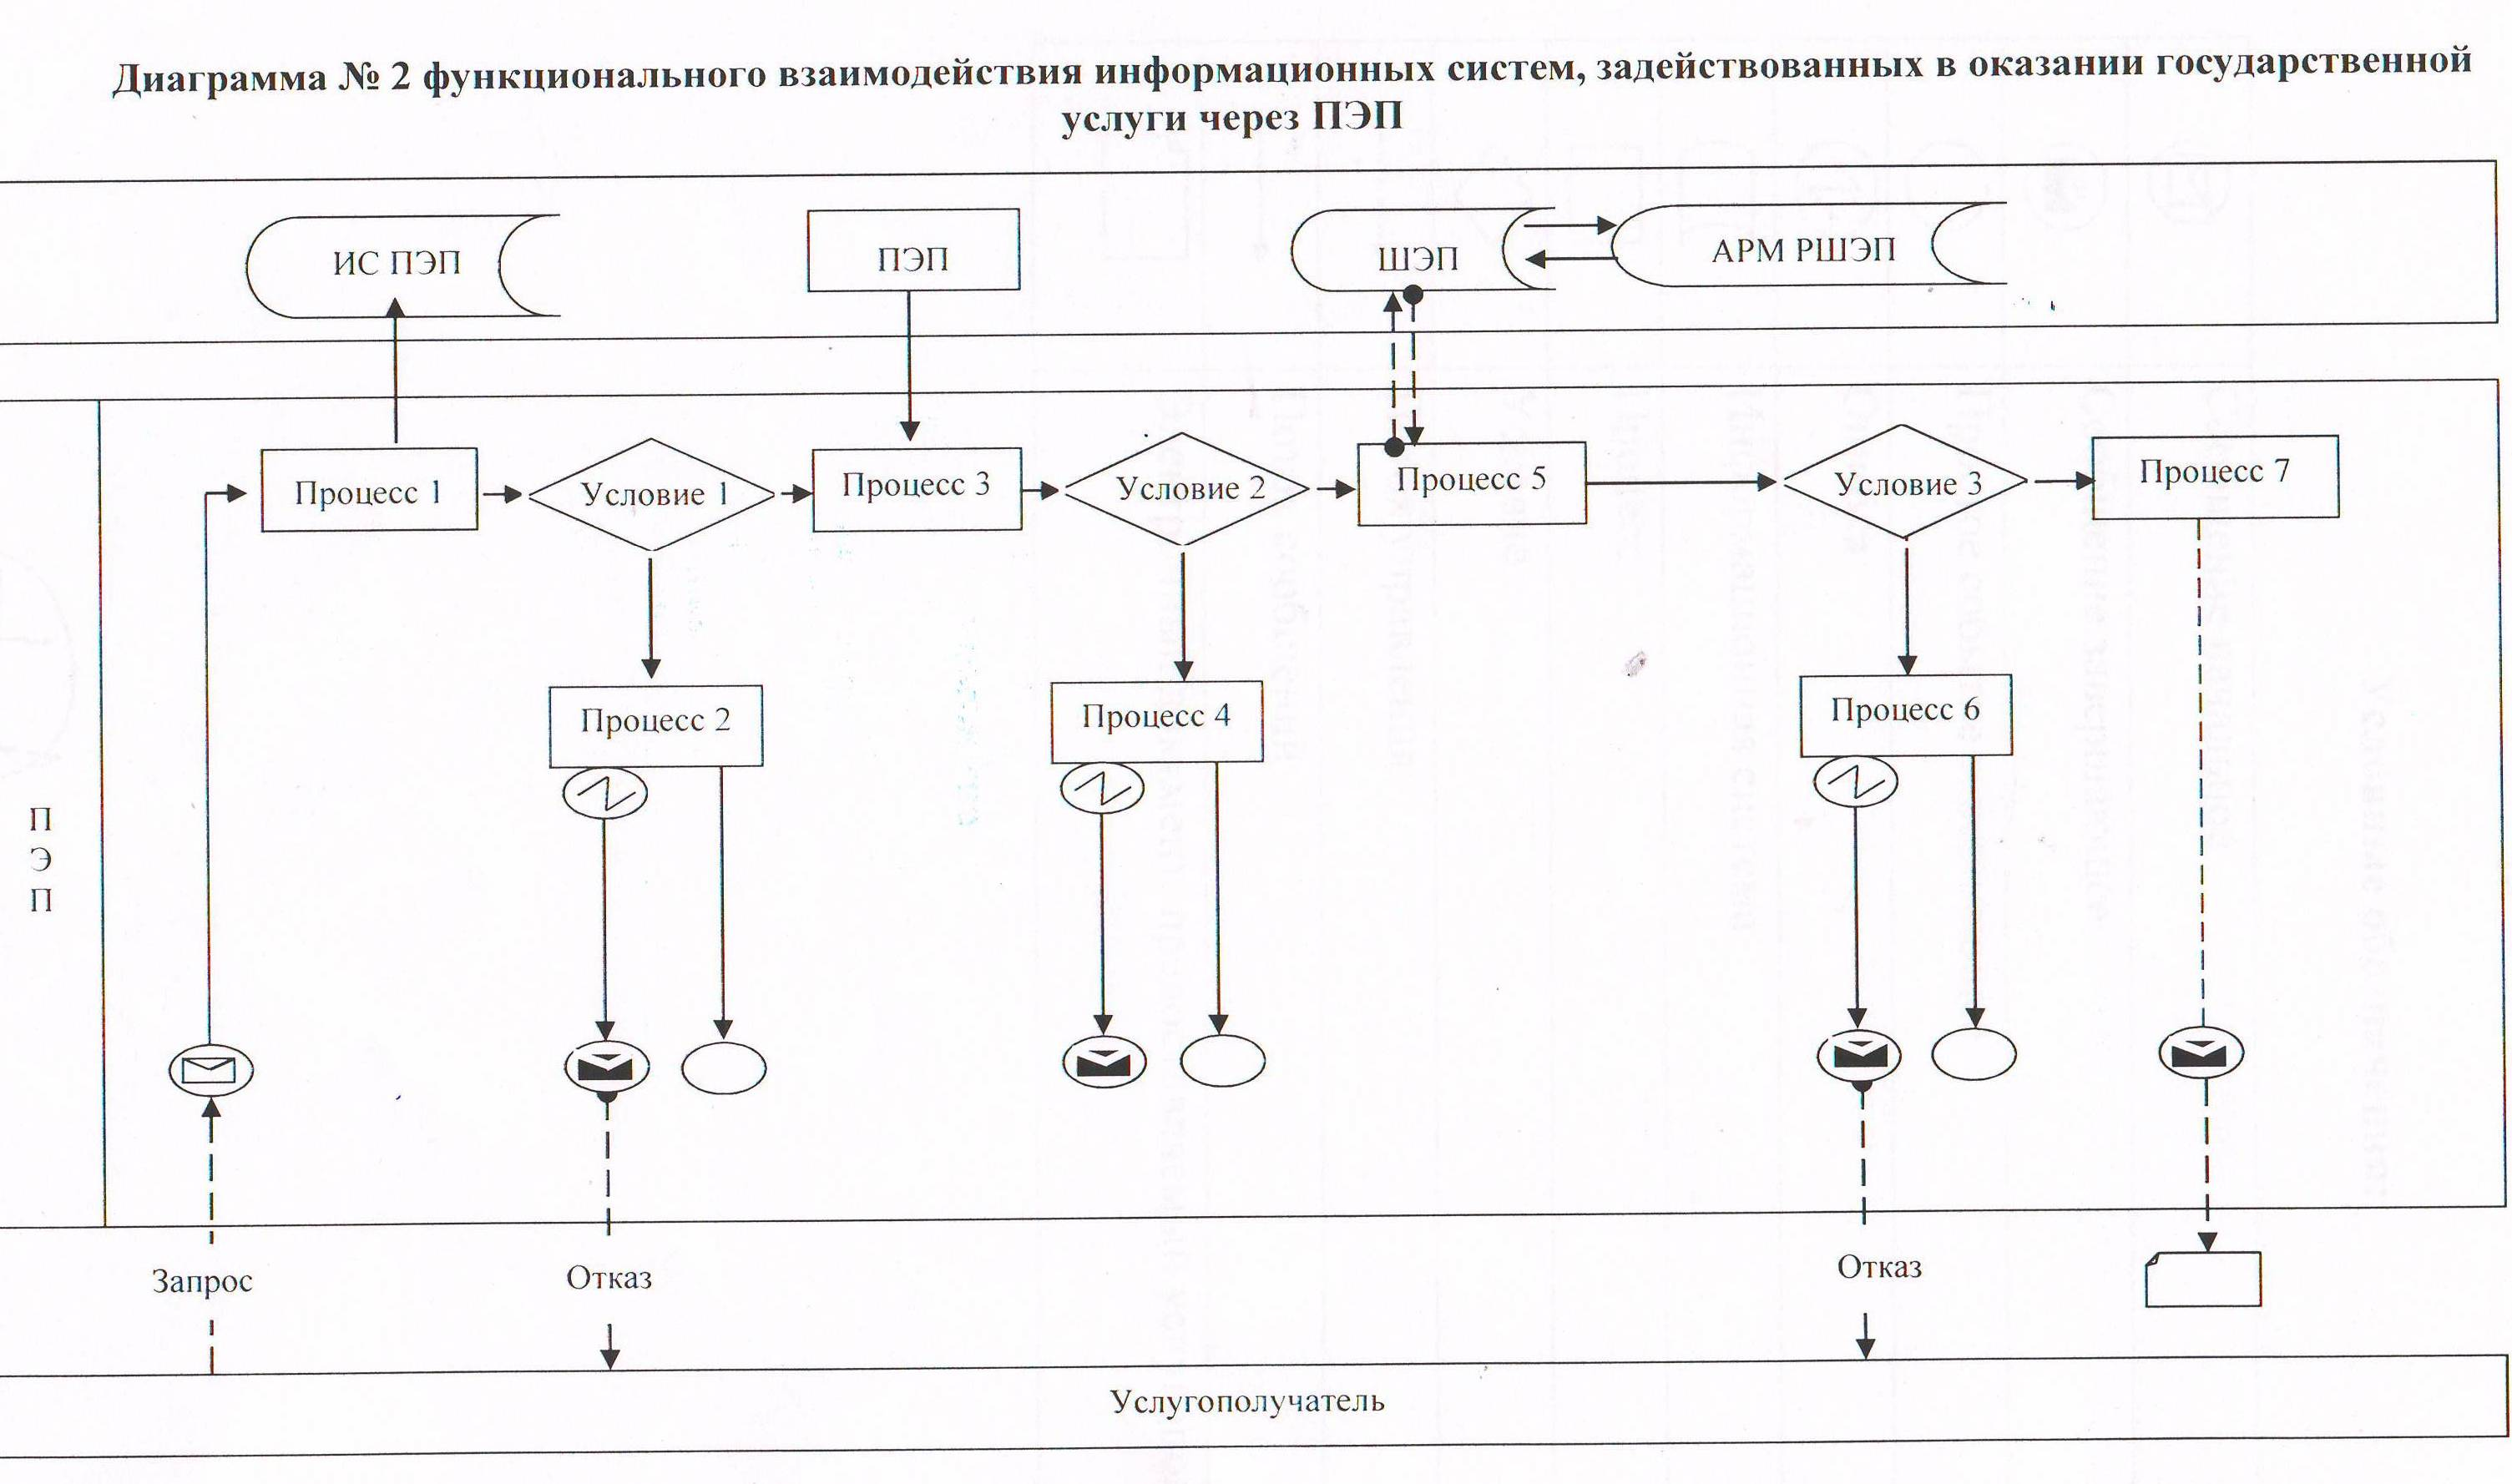 Диаграмма № 2 функционального взаимодействия информационных систем, задействованных в оказании государственной
услуги через ПЭП
ИС ПЭП
ПЭП
ШЭП
АРМ РШЭП
Процесс 1
Условие 1
Процесс 3
Условие 2
Процесс 5
Условие 3
Процесс 7
Процесс 2
Процесс 4
Процесс 6
П
Э
П
Запрос
Отказ
Отказ
Услугополучатель